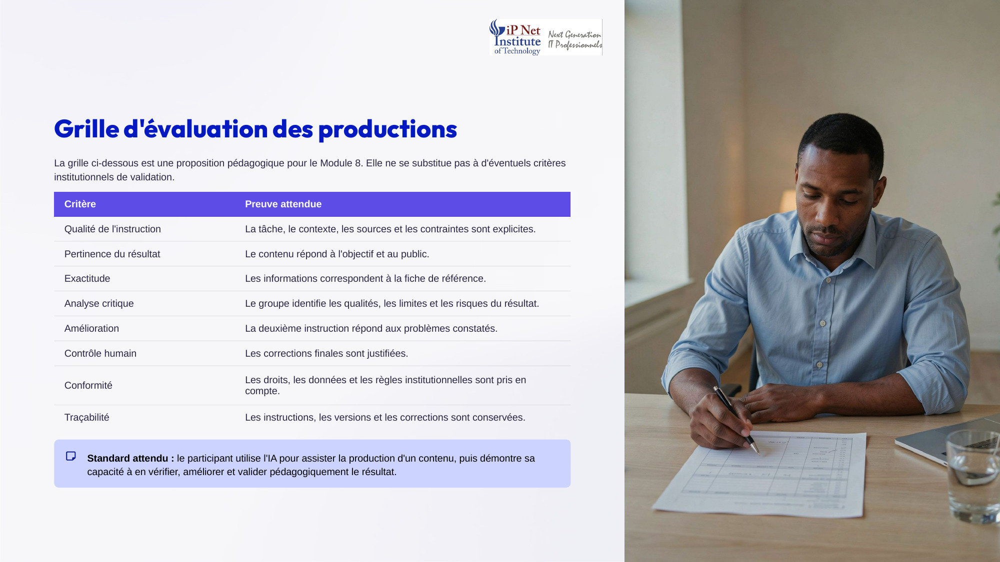 iP Net
Institute
of Technology
Next Generation
IT Professionnels
Grille d'évaluation des productions
La grille ci-dessous est une proposition pédagogique pour le Module 8. Elle ne se substitue pas à d'éventuels critères
institutionnels de validation.
Critère Preuve attendue
Qualité de l'instruction La tâche, le contexte, les sources et les contraintes sont explicites.
Pertinence du résultat Le contenu répond à l'objectif et au public.
Exactitude Les informations correspondent à la fiche de référence.
Analyse critique Le groupe identifie les qualités, les limites et les risques du résultat.
Amélioration La deuxième instruction répond aux problèmes constatés.
Contrôle humain Les corrections finales sont justifiées.
Conformité Les droits, les données et les règles institutionnelles sont pris en
compte.
Traçabilité Les instructions, les versions et les corrections sont conservées.
Standard attendu : le participant utilise l'IA pour assister la production d'un contenu, puis démontre sa
capacité à en vérifier, améliorer et valider pédagogiquement le résultat.